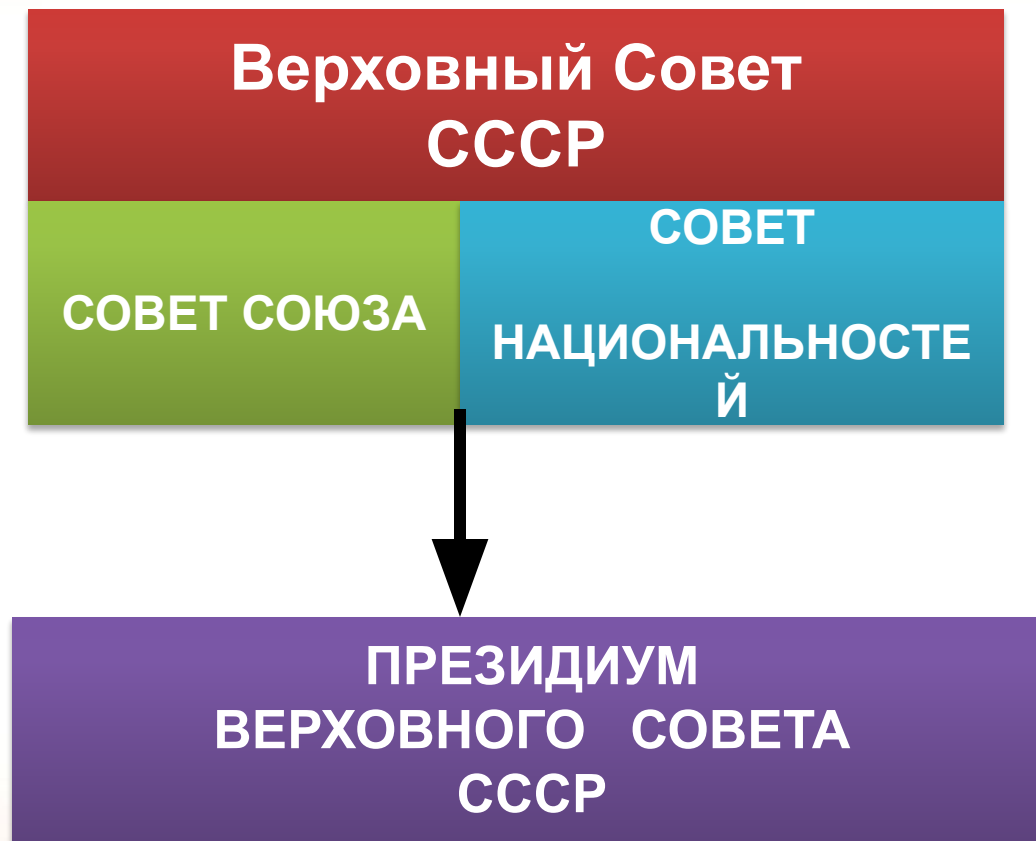 Верховный Совет
СССР
СОВЕТ СОЮЗА
СОВЕТ
НАЦИОНАЛЬНОСТЕ
Й
ПРЕЗИДИУМ
ВЕРХОВНОГО СОВЕТА
СССР